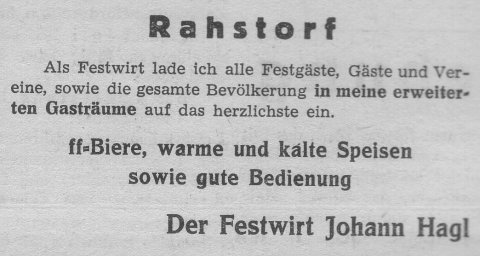 Rahstorf
Als Festwirt lade ich alle Festgäste, Gäste und Ver-
eine, sowie die gesamte Bevölkerung in meine erweiter-
ten Gasträume auf das herzlichste ein.
ff-Biere, warme und kalte Speisen
sowie gute Bedienung
Der Festwirt Johann Hagl